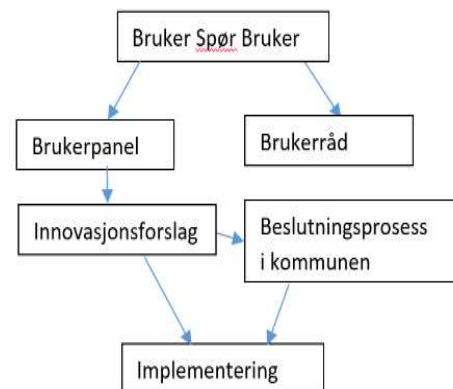 Bruker Spør Bruker
Brukerpanel
Brukerråd
Innovasjonsforslag
Beslutningsprosess
i kommunen
Implementering